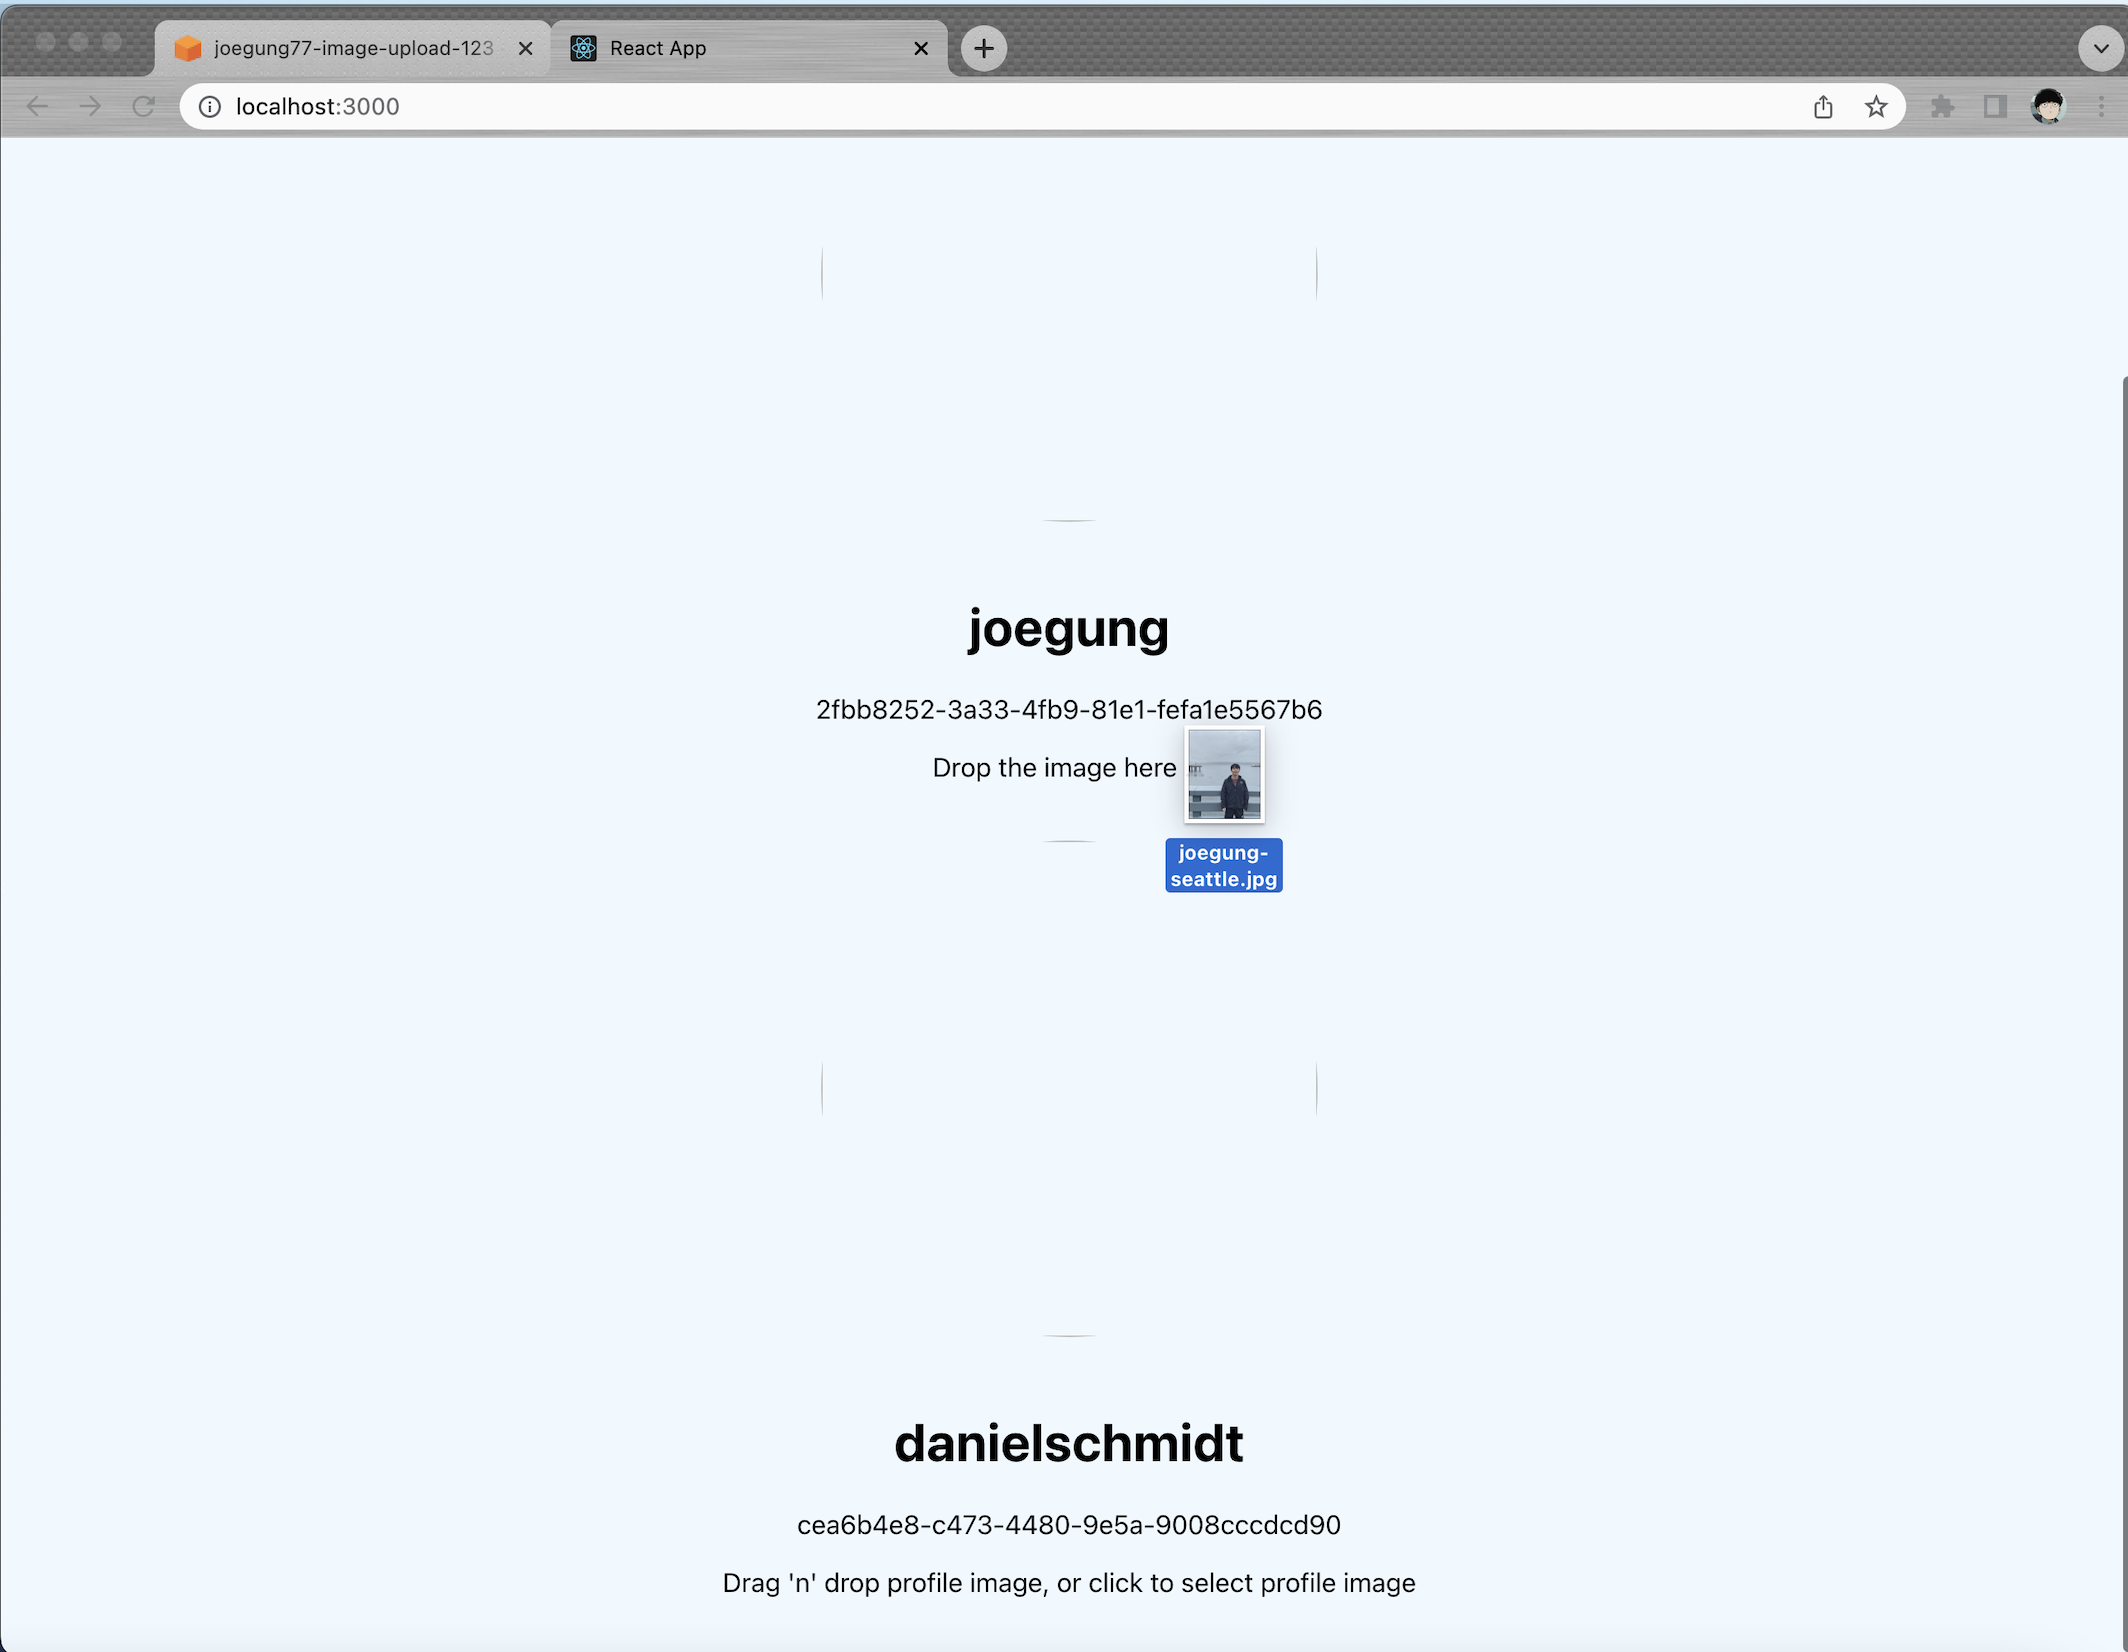 joegung77-image-upload-123
React App
localhost:3000
joegung
2fbb8252-3a33-4fb9-81e1-fefa1e5567b6
Drop the image here
joegung-
seattle.jpg
danielschmidt
cea6b4e8-c473-4480-9e5a-9008cccdcd90
Drag 'n' drop profile image, or click to select profile image